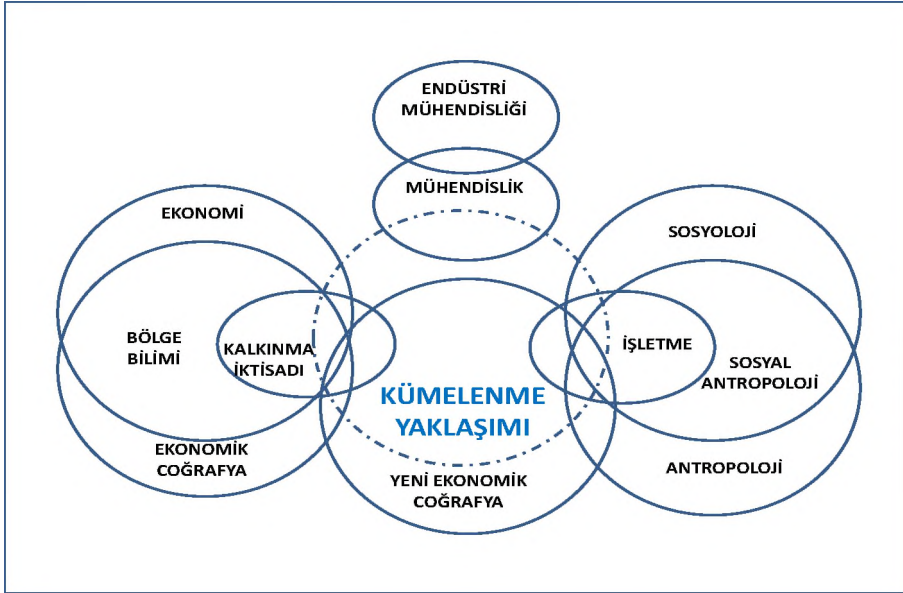 ENDÜSTRİ
MÜHENDİSLİĞİ
MÜHENDİSLİK
EKONOMİ
SOSYOLOJİ
BÖLGE
BİLİMİ
KALKINMA
İKTİSADI
İŞLETME
SOSYAL
ANTROPOLOJİ
KÜMELENME
YAKLAŞIMI
EKONOMİK
COĞRAFYA
YENİ EKONOMİK
COĞRAFYA
ANTROPOLOJİ